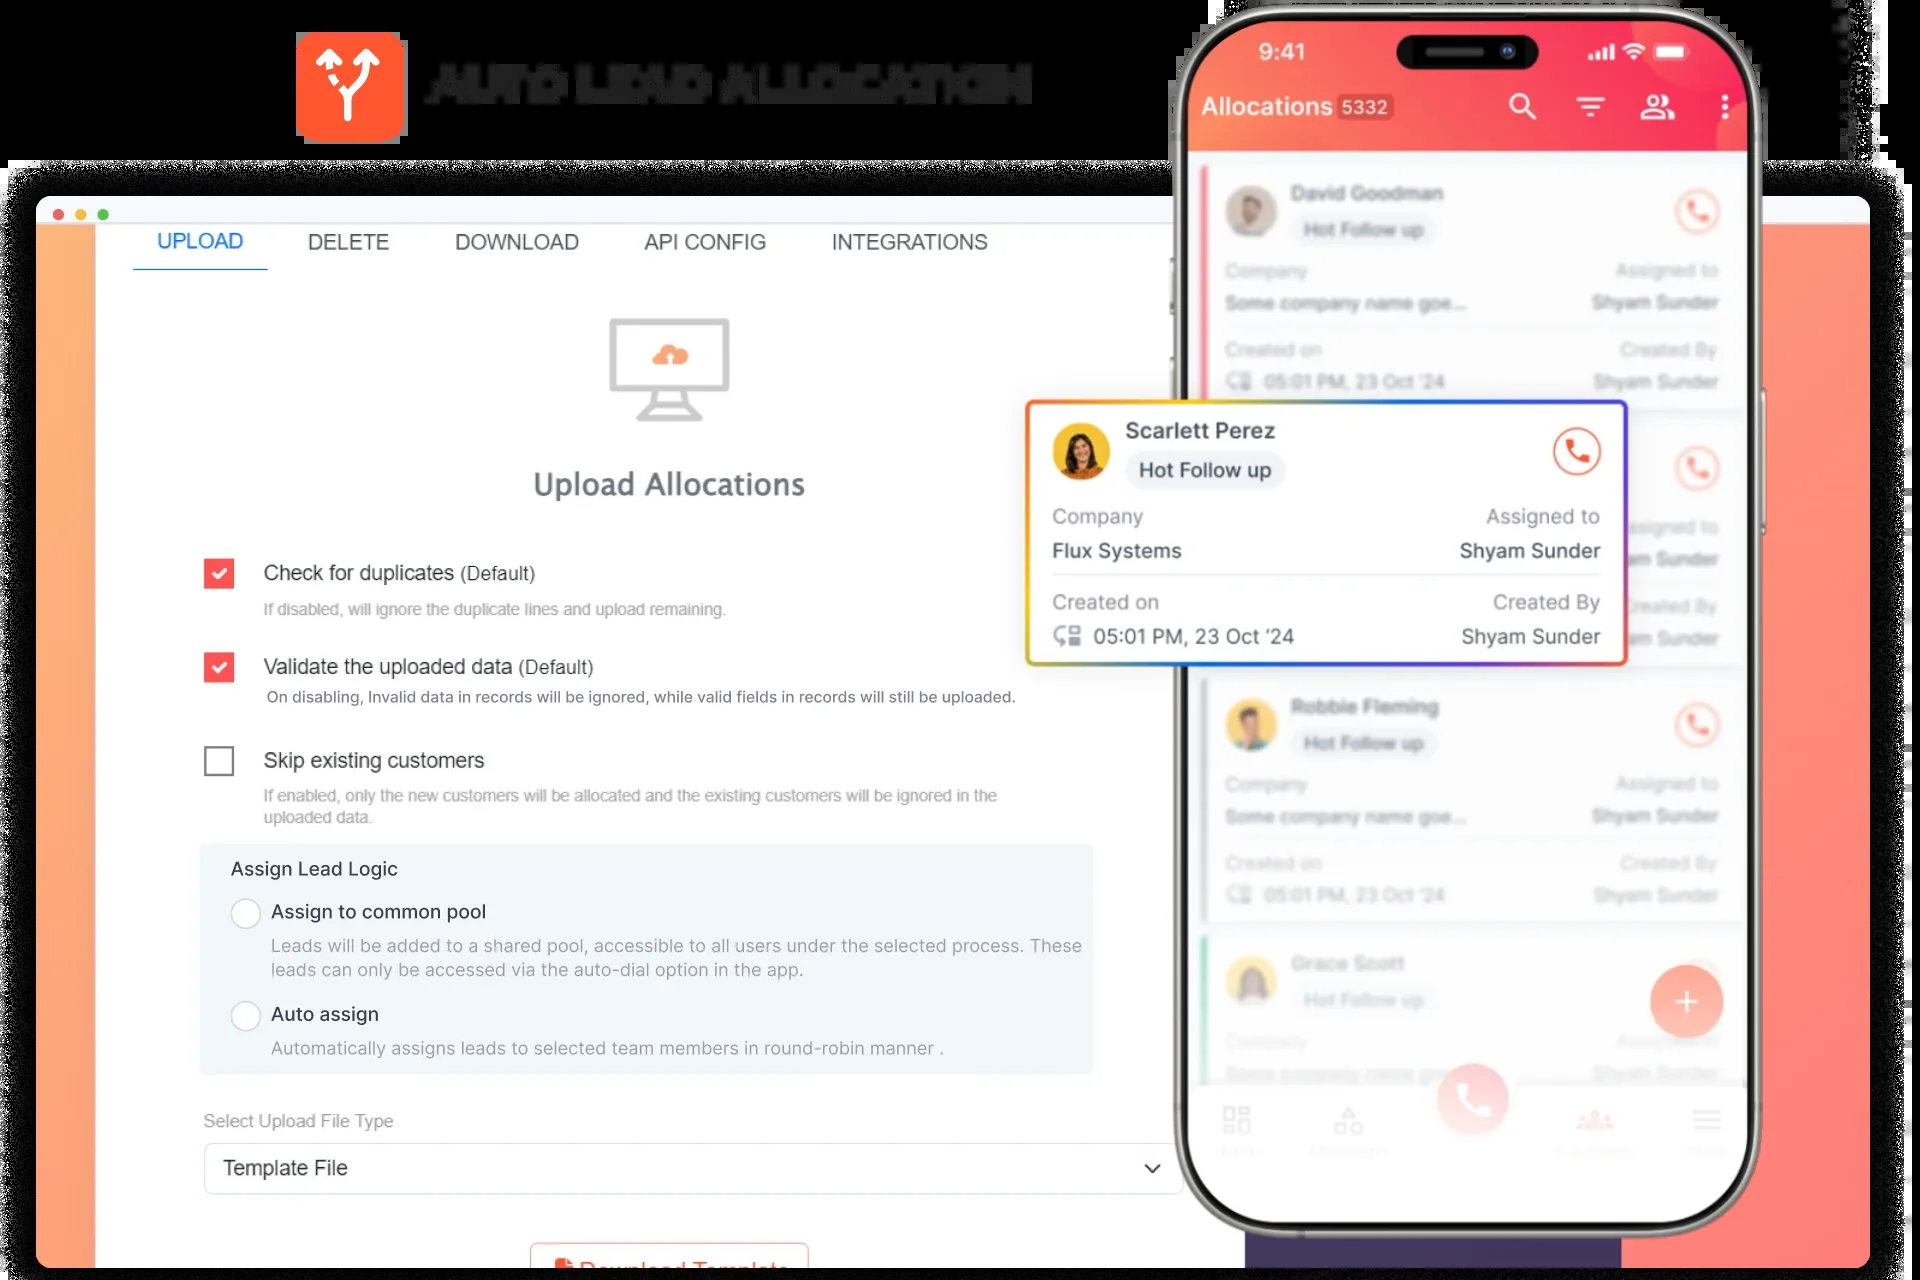 AUTO LEAD ALLOCATION
UPLOAD
DELETE
DOWNLOAD
API CONFIG
INTEGRATIONS
Upload Allocations
Check for duplicates (Default)
If disabled, will ignore the duplicate lines and upload remaining.
Validate the uploaded data (Default)
On disabling, Invalid data in records will be ignored, while valid fields in records will still be uploaded.
Skip existing customers
If enabled, only the new customers will be allocated and the existing customers will be ignored in the
uploaded data.
Assign Lead Logic
Assign to common pool
Leads will be added to a shared pool, accessible to all users under the selected process. These
leads can only be accessed via the auto-dial option in the app.
Auto assign
Automatically assigns leads to selected team members in round-robin manner .
Select Upload File Type
Template File
Download Template
9:41
Allocations 5332
David Goodman
Hot Follow up
Company
Assigned to
Some company name goe...
Shyam Sunder
Created on
Created By
05:01 PM, 23 Oct '24
Shyam Sunder
Scarlett Perez
Hot Follow up
Company
Assigned to
Flux Systems
Shyam Sunder
Created on
Created By
05:01 PM, 23 Oct ‘24
Shyam Sunder
Robbie Fleming
Hot Follow up
Company
Assigned to
Some company name goe...
Shyam Sunder
Created on
Created By
05:01 PM, 23 Oct '24
Shyam Sunder
Grace Scott
Hot Follow up
Company
Assigned to
Some company name goe...
Shyam Sunder